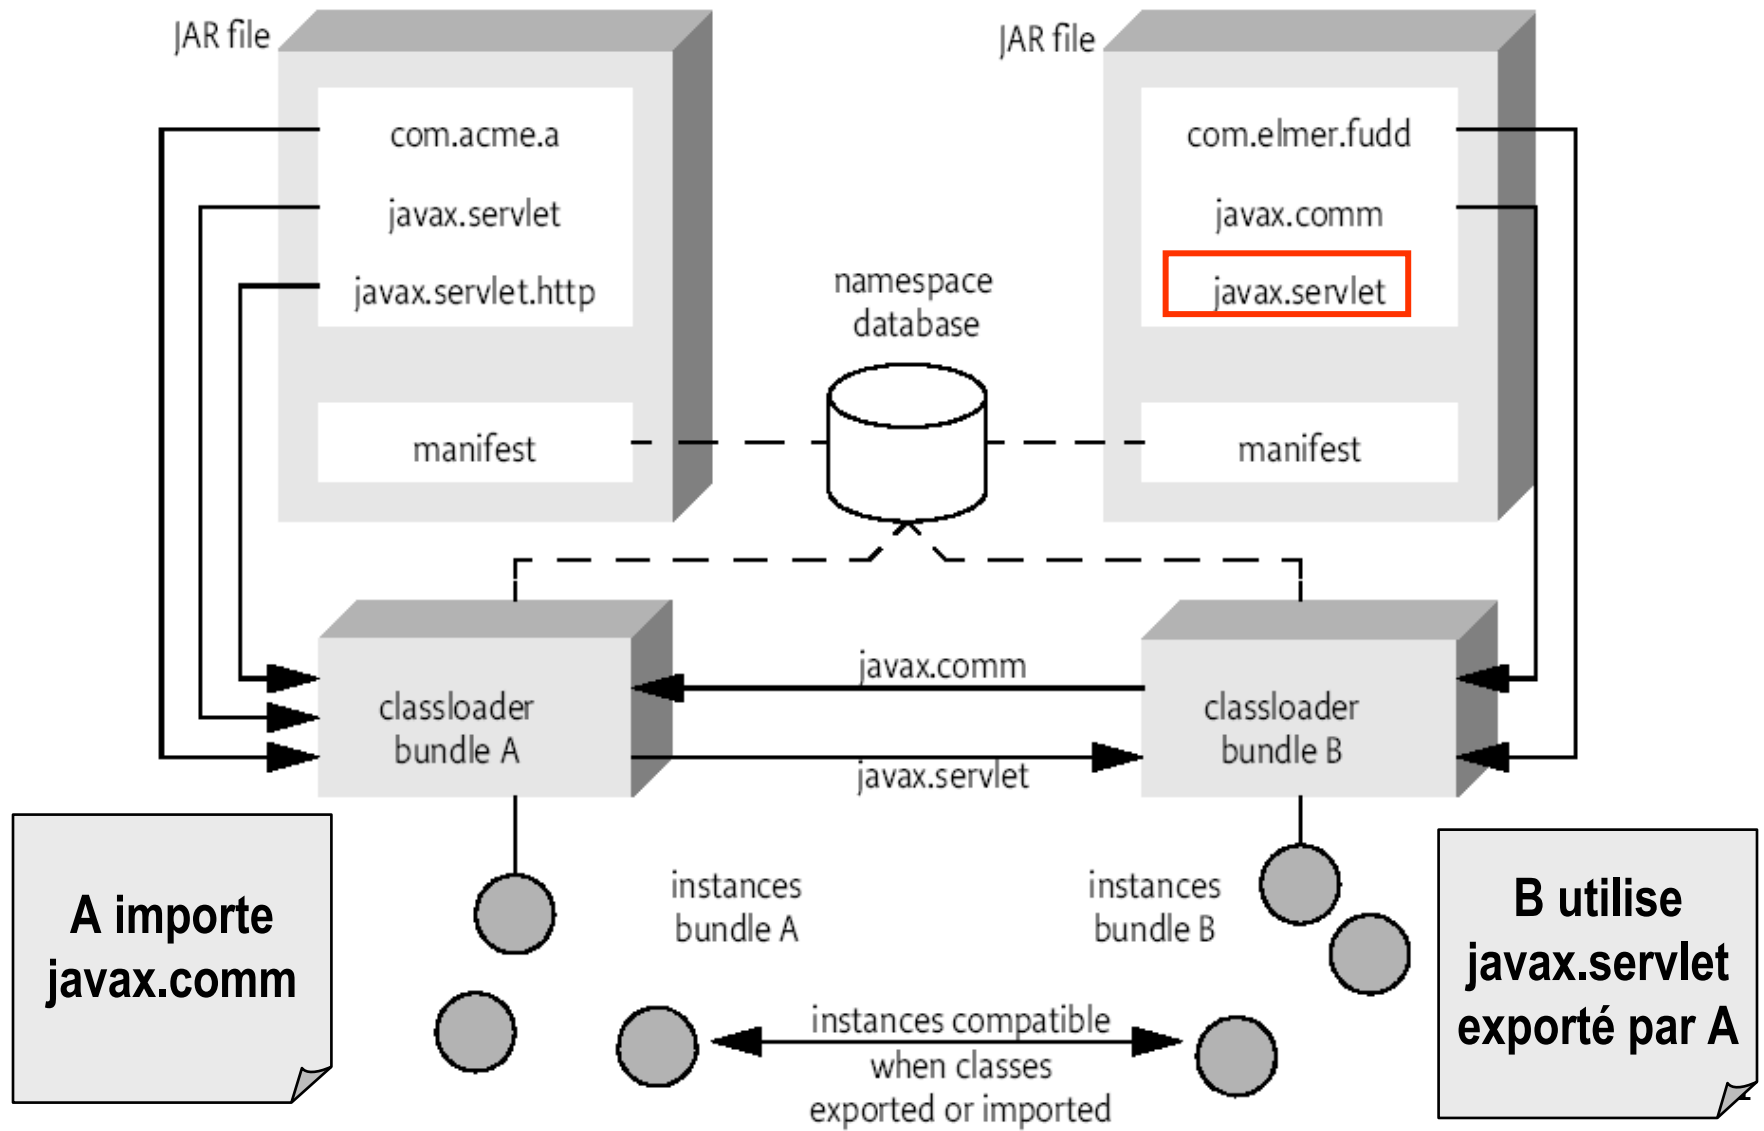 JAR file
JAR file
com.acme.a
javax.servlet
javax.servlet.http
manifest
namespace
database
com.elmer.fudd
javax.comm
javax.servlet
manifest
classloader
bundle A
javax.comm
javax.servlet
classloader
bundle B
A importe
javax.comm
instances
bundle A
instances
bundle B
B utilise
javax.servlet
exporté par A
instances compatible
when classes
exported or imported